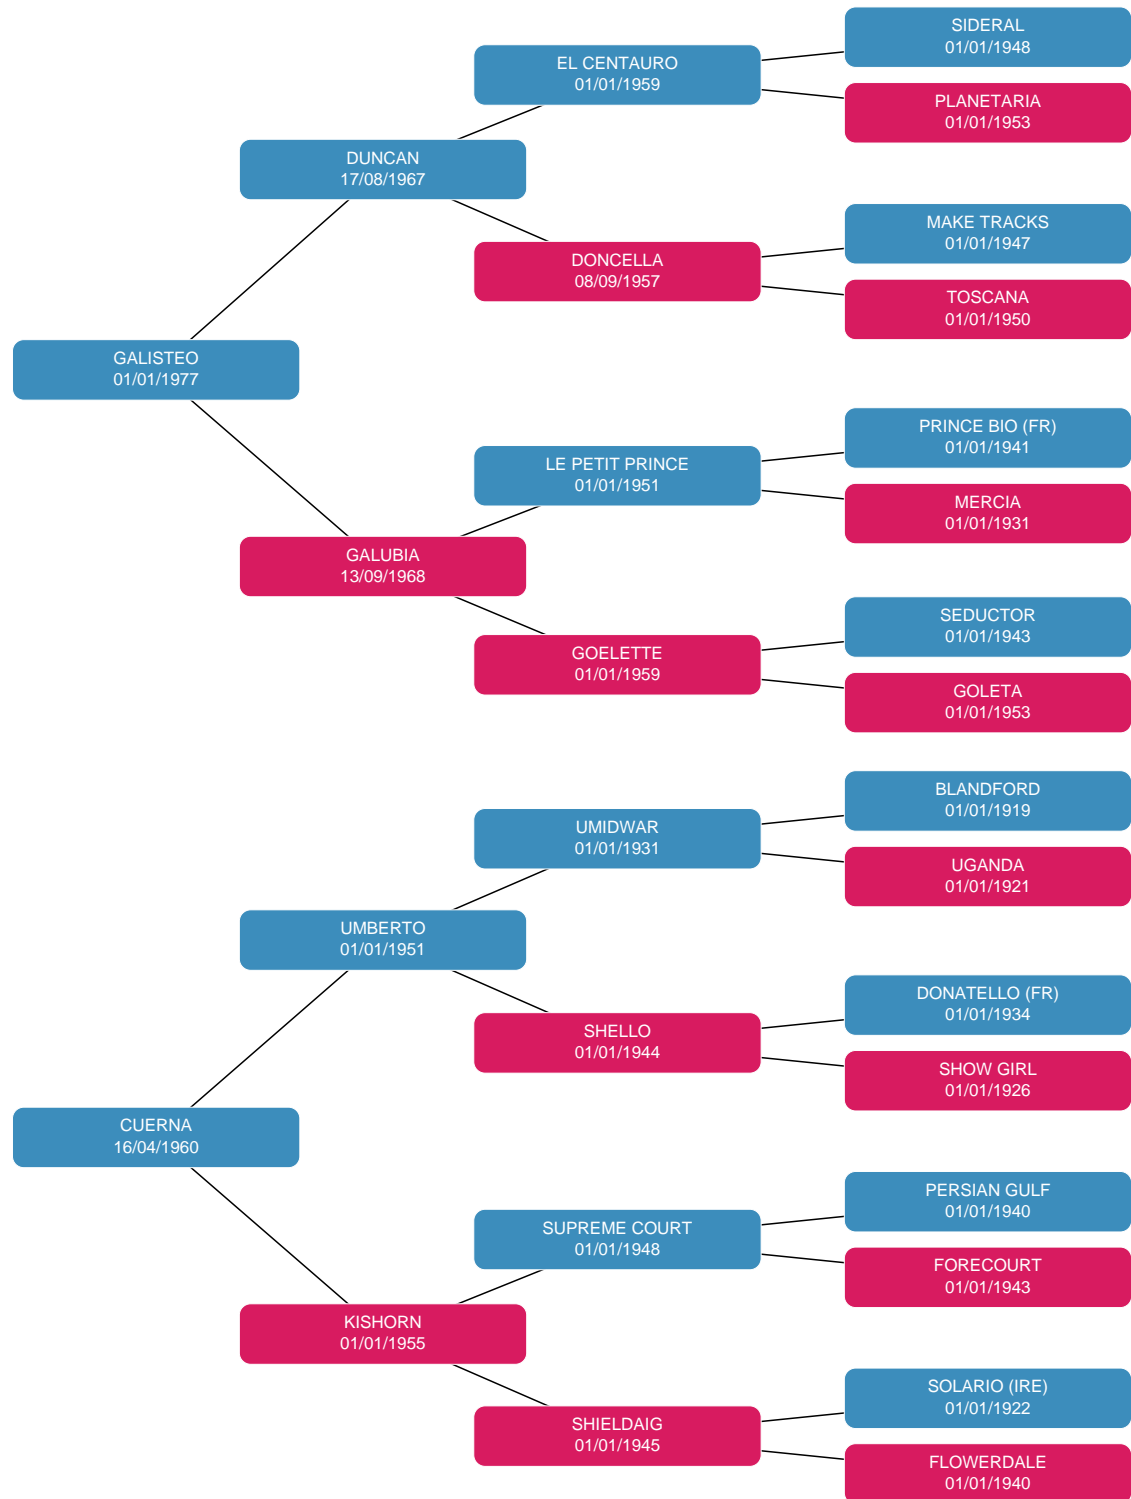 SIDERAL
01/01/1948
EL CENTAURO
01/01/1959
PLANETARIA
01/01/1953
DUNCAN
17/08/1967
MAKE TRACKS
01/01/1947
DONCELLA
08/09/1957
TOSCANA
01/01/1950
GALISTEO
01/01/1977
PRINCE BIO (FR)
01/01/1941
LE PETIT PRINCE
01/01/1951
MERCIA
01/01/1931
GALUBIA
13/09/1968
SEDUCTOR
01/01/1943
GOELETTE
01/01/1959
GOLETA
01/01/1953
BLANDFORD
01/01/1919
UMIDWAR
01/01/1931
UGANDA
01/01/1921
UMBERTO
01/01/1951
DONATELLO (FR)
01/01/1934
SHELLO
01/01/1944
SHOW GIRL
01/01/1926
CUERNA
16/04/1960
PERSIAN GULF
01/01/1940
SUPREME COURT
01/01/1948
FORECOURT
01/01/1943
KISHORN
01/01/1955
SOLARIO (IRE)
01/01/1922
SHIELDAIG
01/01/1945
FLOWERDALE
01/01/1940